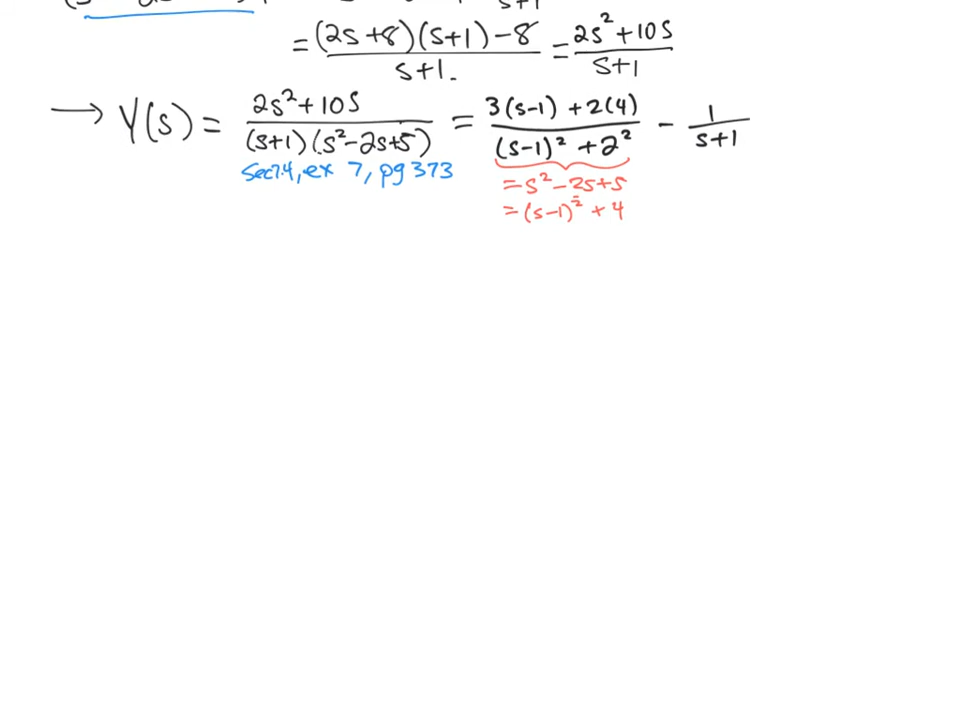 s+1
= (2s+8)(s+1)-8 / s+1. = 2s²+10s / s+1
→ Y(s) = 2s²+10s / (s+1)(s²-2s+5) = 3(s-1)+2(4) / (s-1)²+2² - 1 / s+1
sec7.4, ex 7, pg 373
= s²-2s+5
= (s-1)²+4